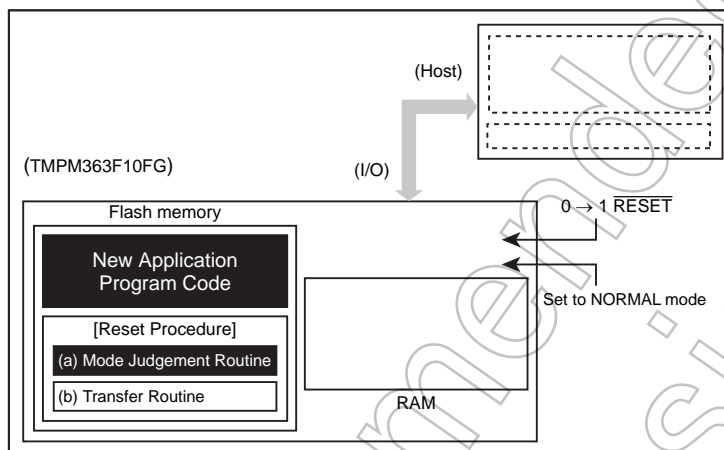 (Host)
(TMPM363F10FG)
(I/O)
Flash memory
0 → 1 RESET
New Application
Program Code
Set to NORMAL mode
[Reset Procedure]
(a) Mode Judgement Routine
(b) Transfer Routine
RAM